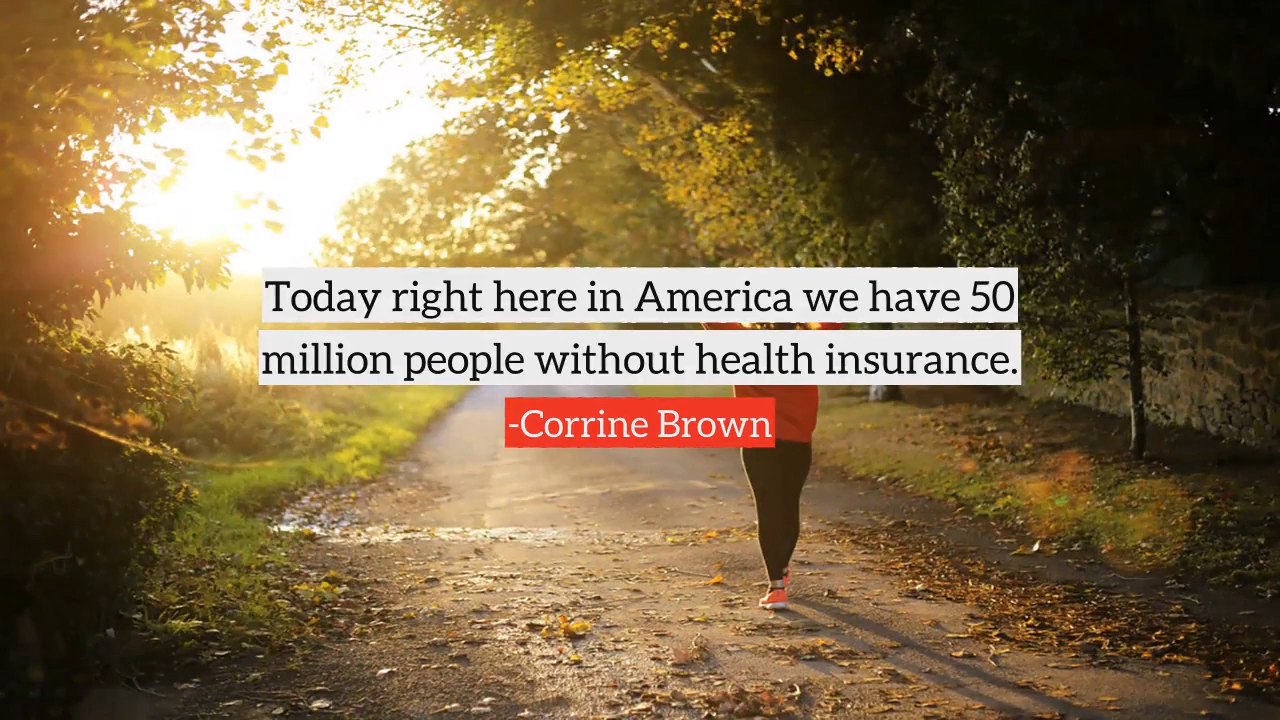 Today right here in America we have 50
million people without health insurance.
-Corrine Brown